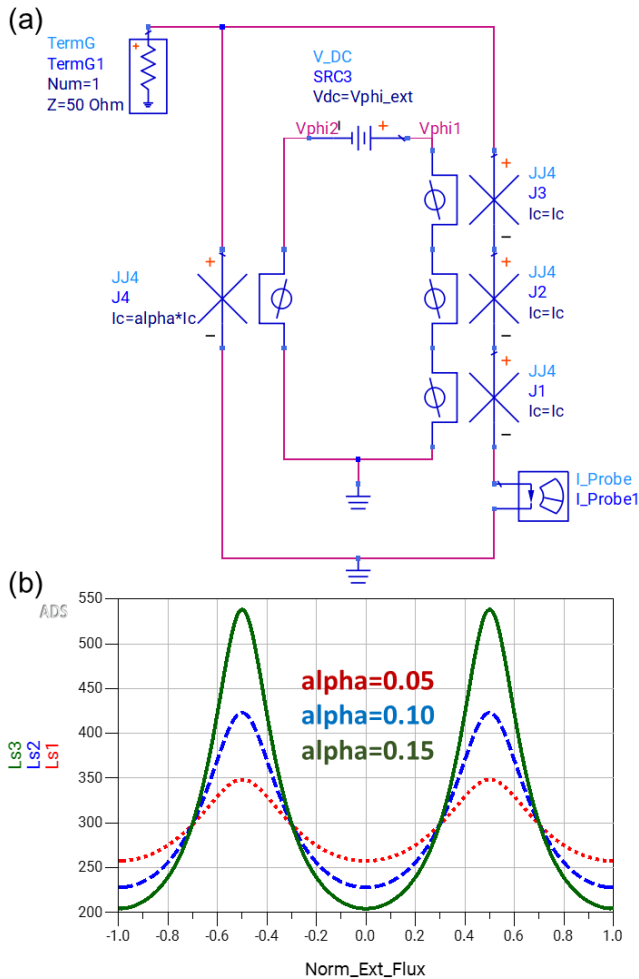 (a)
TermG
TermG1
Num=1
Z=50 Ohm
+
V_DC
SRC3
Vdc=Vphi_ext
Vphi2
+
Vphi1
+
JJ4
J3
Ic=Ic
−
+
JJ4
J4
Ic=alpha*Ic
−
+
JJ4
J2
Ic=Ic
−
+
JJ4
J1
Ic=Ic
−
I_Probe
I_Probe1
(b)
ADS
550
500
450
400
350
300
250
200
Ls3
Ls2
Ls1
alpha=0.05
alpha=0.10
alpha=0.15
-1.0 -0.8 -0.6 -0.4 -0.2 0.0 0.2 0.4 0.6 0.8 1.0
Norm_Ext_Flux